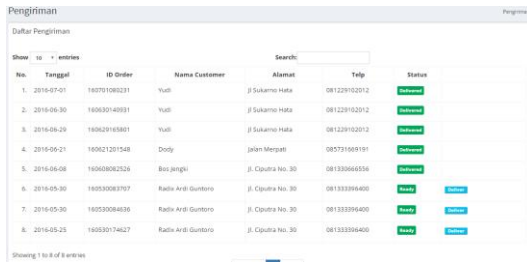 Pengiriman
Daftar Pengiriman
Show 10 entries Search:
No. Tanggal ID Order Nama Customer Alamat Telp Status
1. 2016-07-01 160701080231 Yudi Jl Sukarno Hata 081229102012 Delivered
2. 2016-06-30 160630140931 Yudi Jl Sukarno Hata 081229102012 Delivered
3. 2016-06-29 160629165801 Yudi Jl Sukarno Hata 081229102012 Delivered
4. 2016-06-21 160621201548 Dody Jalan Merpati 085731669191 Delivered
5. 2016-06-08 160608082526 Bos Jengki Jl. Ciputra No. 30 081330666556 Delivered
6. 2016-05-30 160530083707 Radix Ardi Guntoro Jl. Ciputra No. 30 081333396400 Ready Deliver
7. 2016-05-30 160530084636 Radix Ardi Guntoro Jl. Ciputra No. 30 081333396400 Ready Deliver
8. 2016-05-25 160530174627 Radix Ardi Guntoro Jl. Ciputra No. 30 081333396400 Ready Deliver
Showing 1 to 8 of 8 entries